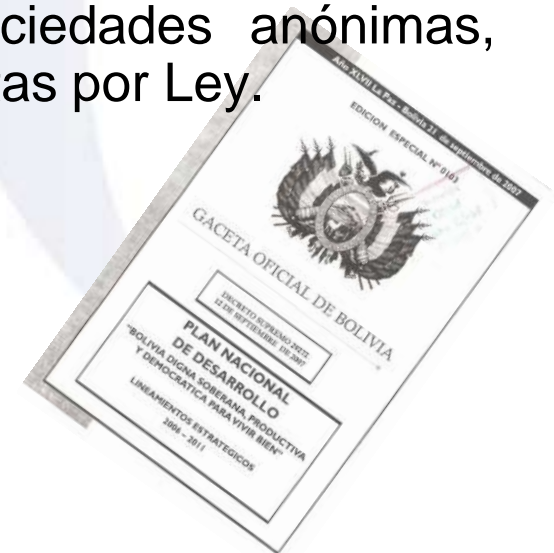 ciedades anónimas,
as por Ley.
Año XLVII La Paz - Bolivia 21 de septiembre de 2007
EDICION ESPECIAL Nº 0103
GACETA OFICIAL DE BOLIVIA
DECRETO SUPREMO 29272
12 DE SEPTIEMBRE DE 2007
PLAN NACIONAL
DE DESARROLLO
"BOLIVIA DIGNA SOBERANA, PRODUCTIVA
Y DEMOCRATICA PARA VIVIR BIEN"
LINEAMIENTOS ESTRATEGICOS
2006 - 2011